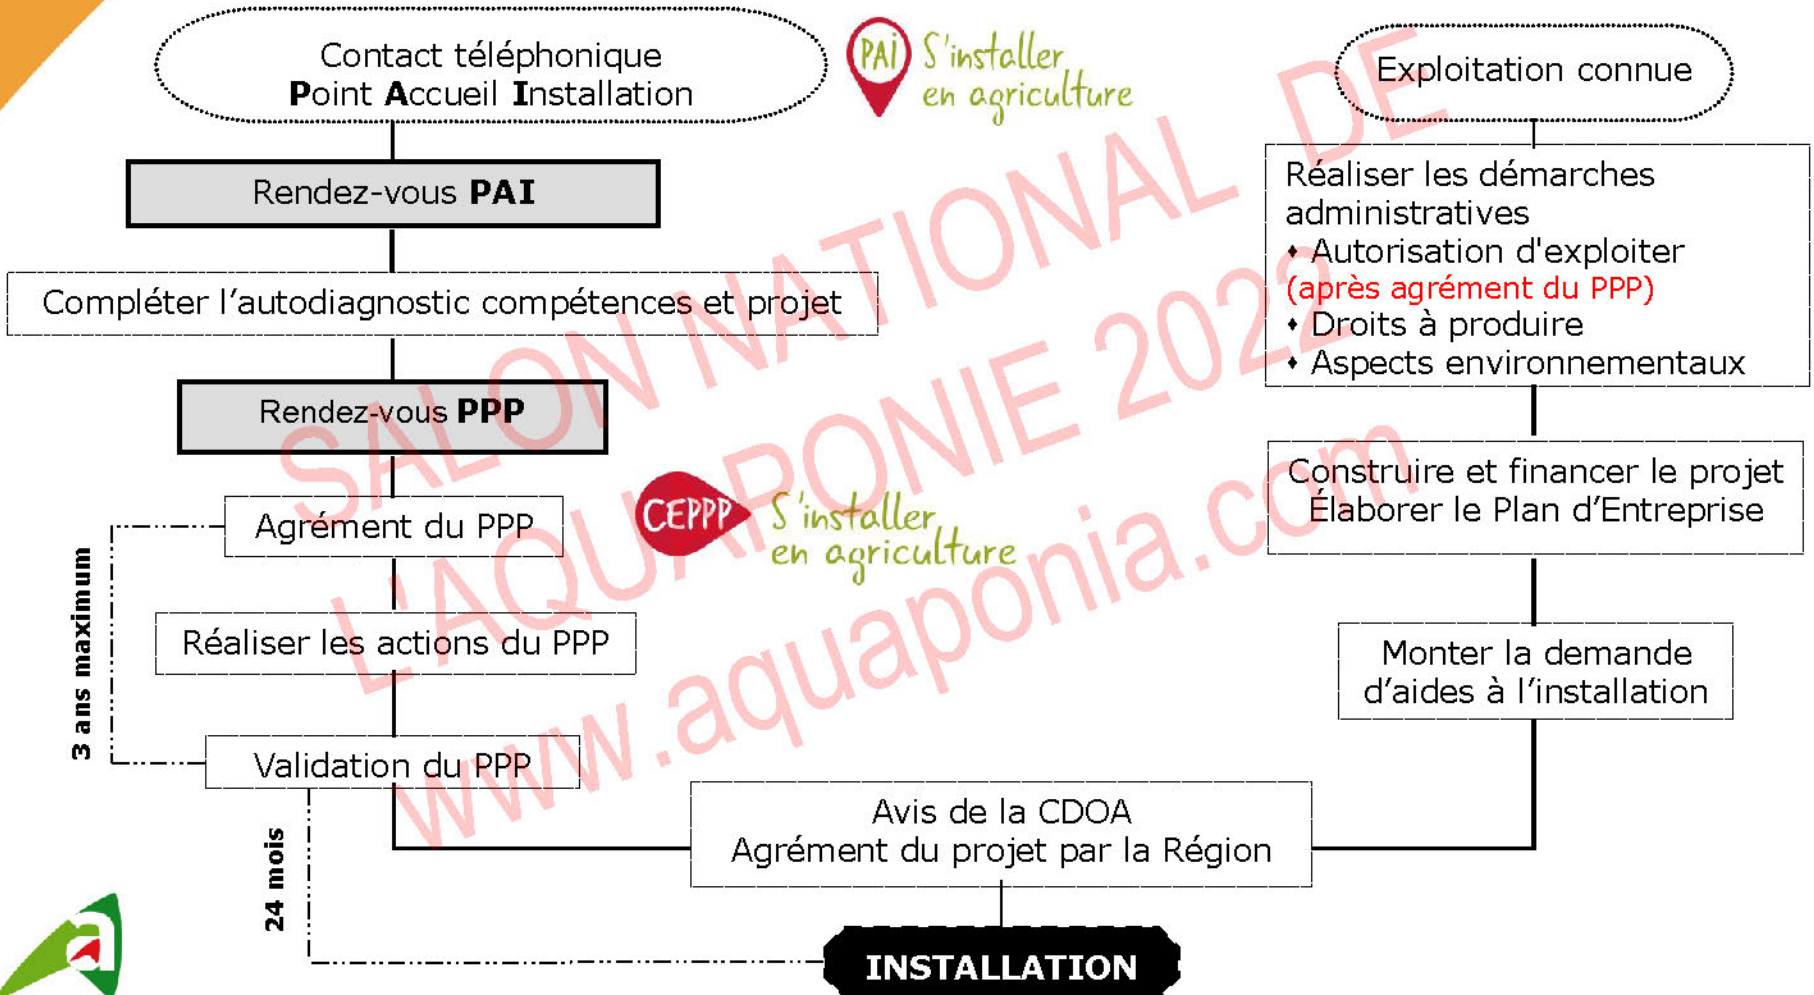 Contact téléphonique
Point Accueil Installation
PAI
S'installer
en agriculture
Rendez-vous PAI
Compléter l'autodiagnostic compétences et projet
Rendez-vous PPP
Agrément du PPP
CEPPP
S'installer
en agriculture
3 ans maximum
Réaliser les actions du PPP
Validation du PPP
24 mois
Exploitation connue
Réaliser les démarches
administratives
♦ Autorisation d'exploiter
(après agrément du PPP)
♦ Droits à produire
♦ Aspects environnementaux
Construire et financer le projet
Élaborer le Plan d'Entreprise
Monter la demande
d'aides à l'installation
Avis de la CDOA
Agrément du projet par la Région
INSTALLATION
a
SALON NATIONAL DE
L'AQUAPONIE 2022
www.aquaponia.com